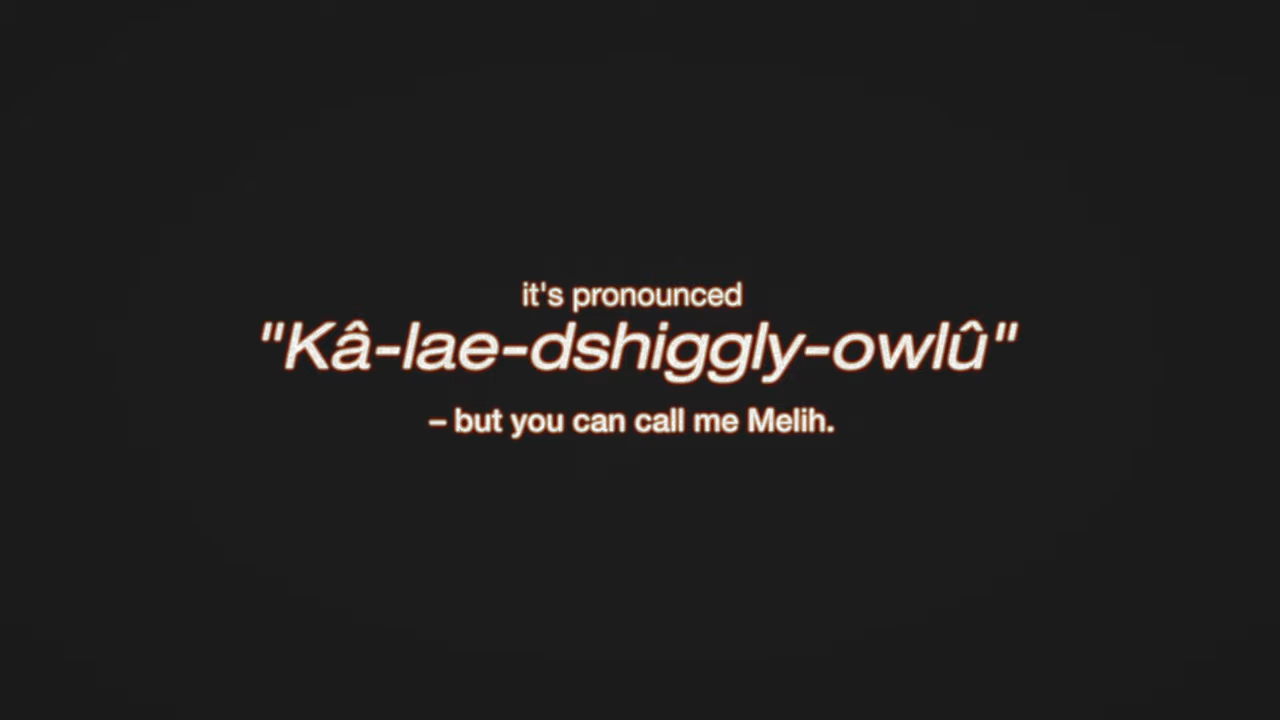 it's pronounced
"Kâ-lae-dshiggly-owlû"
– but you can call me Melih.